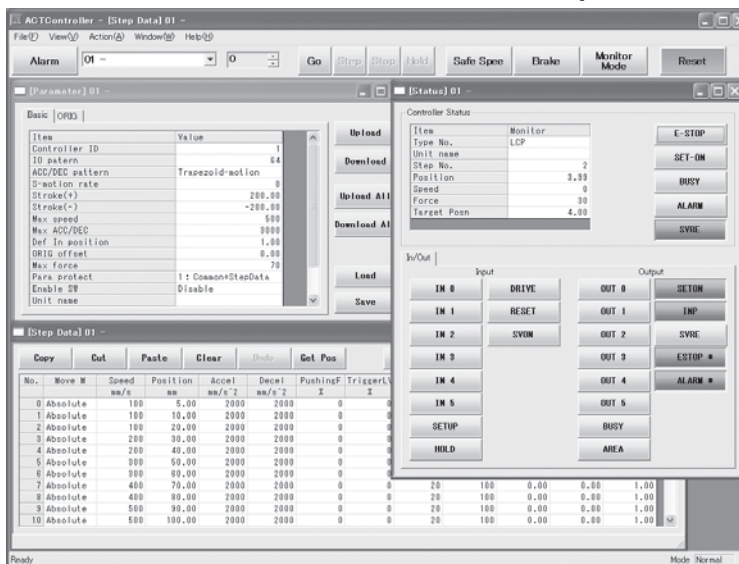 ACTController - [Step Data] 01 -
File(F) View(V) Action(A) Window(W) Help(H)
Alarm 01 - 0 Go Step Stop Hold Safe Spee Brake Monitor Mode Reset
[Parameter] 01 -
Basic ORIG
Item Value
Controller ID 1
IO patern 64
ACC/DEC pattern Trapezoid-motion
S-motion rate 0
Stroke(+) 200.00
Stroke(-) -200.00
Max speed 500
Max ACC/DEC 3000
Def In position 1.00
ORIG offset 0.00
Max force 70
Para protect 1: Common+StepData
Enable SW Disable
Unit name
Upload
Download
Upload All
Download Al
Load
Save
[Status] 01 -
Controller Status
Item Monitor
Type No. LCP
Unit name
Step No. 2
Position 3.99
Speed 0
Force 30
Target Posn 4.00
E-STOP
SET-ON
BUSY
ALARM
SVRE
In/Out
Input Output
IN 0 DRIVE OUT 0 SETON
IN 1 RESET OUT 1 INP
IN 2 SVON OUT 2 SVRE
IN 3 OUT 3 ESTOP *
IN 4 OUT 4 ALARM *
IN 5 OUT 5
SETUP BUSY
HOLD AREA
[Step Data] 01 -
Copy Cut Paste Clear Undo Get Pos
No. Move M Speed Position Accel Decel PushingF TriggerLV
mm/s mm mm/s^2 mm/s^2 % %
0 Absolute 100 5.00 2000 2000 0 0
1 Absolute 100 10.00 2000 2000 0 0
2 Absolute 100 20.00 2000 2000 0 0
3 Absolute 200 30.00 2000 2000 0 0
4 Absolute 200 40.00 2000 2000 0 0
5 Absolute 300 50.00 2000 2000 0 0
6 Absolute 300 60.00 2000 2000 0 0
7 Absolute 400 70.00 2000 2000 0 0 20 100 0.00 0.00 1.00
8 Absolute 400 80.00 2000 2000 0 0 20 100 0.00 0.00 1.00
9 Absolute 500 90.00 2000 2000 0 0 20 100 0.00 0.00 1.00
10 Absolute 500 100.00 2000 2000 0 0 20 100 0.00 0.00 1.00
Ready Mode Normal